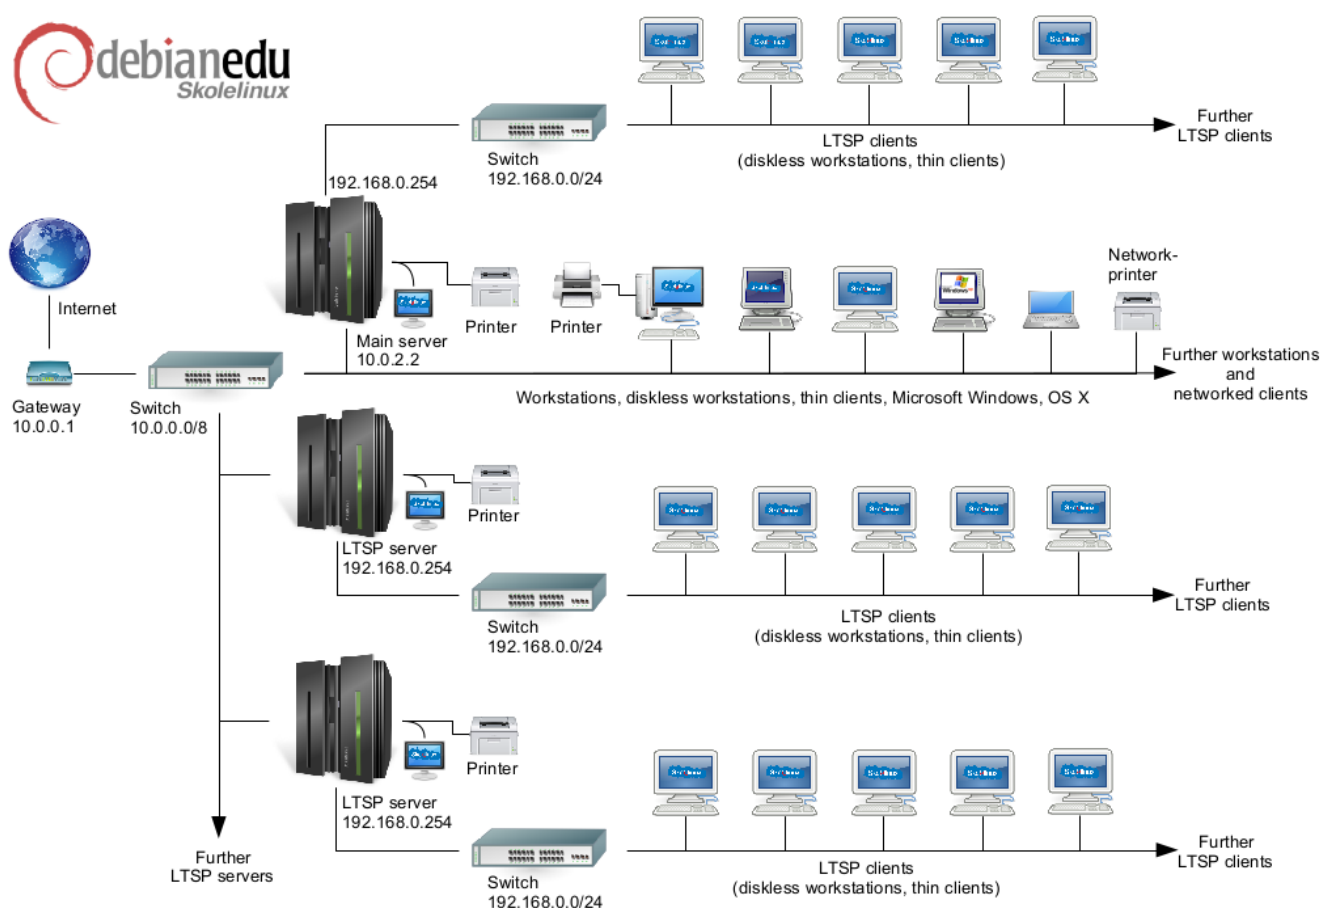 debianedu
Skolelinux
Further
LTSP clients
LTSP clients
(diskless workstations, thin clients)
Switch
192.168.0.0/24
192.168.0.254
Internet
Printer
Printer
Network-
printer
Windows
Main server
10.0.2.2
Further workstations
and
networked clients
Workstations, diskless workstations, thin clients, Microsoft Windows, OS X
Gateway
10.0.0.1
Switch
10.0.0.0/8
Printer
LTSP server
192.168.0.254
Further
LTSP clients
LTSP clients
(diskless workstations, thin clients)
Switch
192.168.0.0/24
Printer
LTSP server
192.168.0.254
Further
LTSP servers
Further
LTSP clients
LTSP clients
(diskless workstations, thin clients)
Switch
192.168.0.0/24